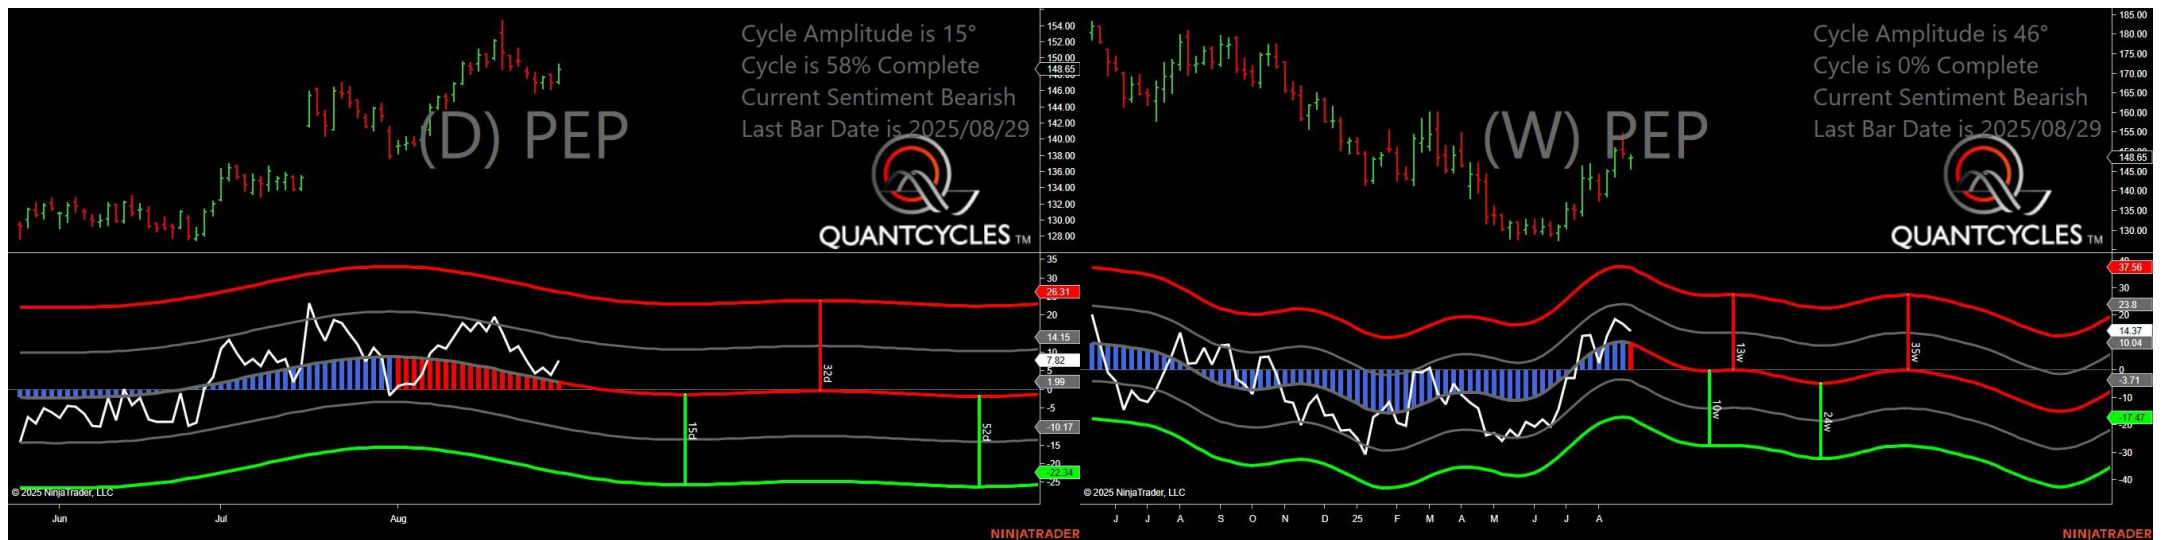 Cycle Amplitude is 15°
Cycle is 58% Complete
Current Sentiment Bearish
Last Bar Date is 2025/08/29
(D) PEP
QUANTCYCLES TM
154.00
152.00
150.00
148.65
146.00
144.00
142.00
140.00
138.00
136.00
134.00
132.00
130.00
128.00
35
30
26.31
20
14.15
10
7.82
5
1.99
0
-5
-10.17
-15
-20
-22.34
-25
15d
33d
52d
© 2025 NinjaTrader, LLC
Jun Jul Aug
NINJATRADER
Cycle Amplitude is 46°
Cycle is 0% Complete
Current Sentiment Bearish
Last Bar Date is 2025/08/29
(W) PEP
QUANTCYCLES TM
185.00
180.00
175.00
170.00
165.00
160.00
155.00
148.65
145.00
140.00
135.00
130.00
40
37.56
30
23.8
20
14.37
10.04
0
-3.71
-10
-17.47
-20
-30
-40
10w
13w
24w
35w
© 2025 NinjaTrader, LLC
J J A S O N D 25 F M A M J J A
NINJATRADER